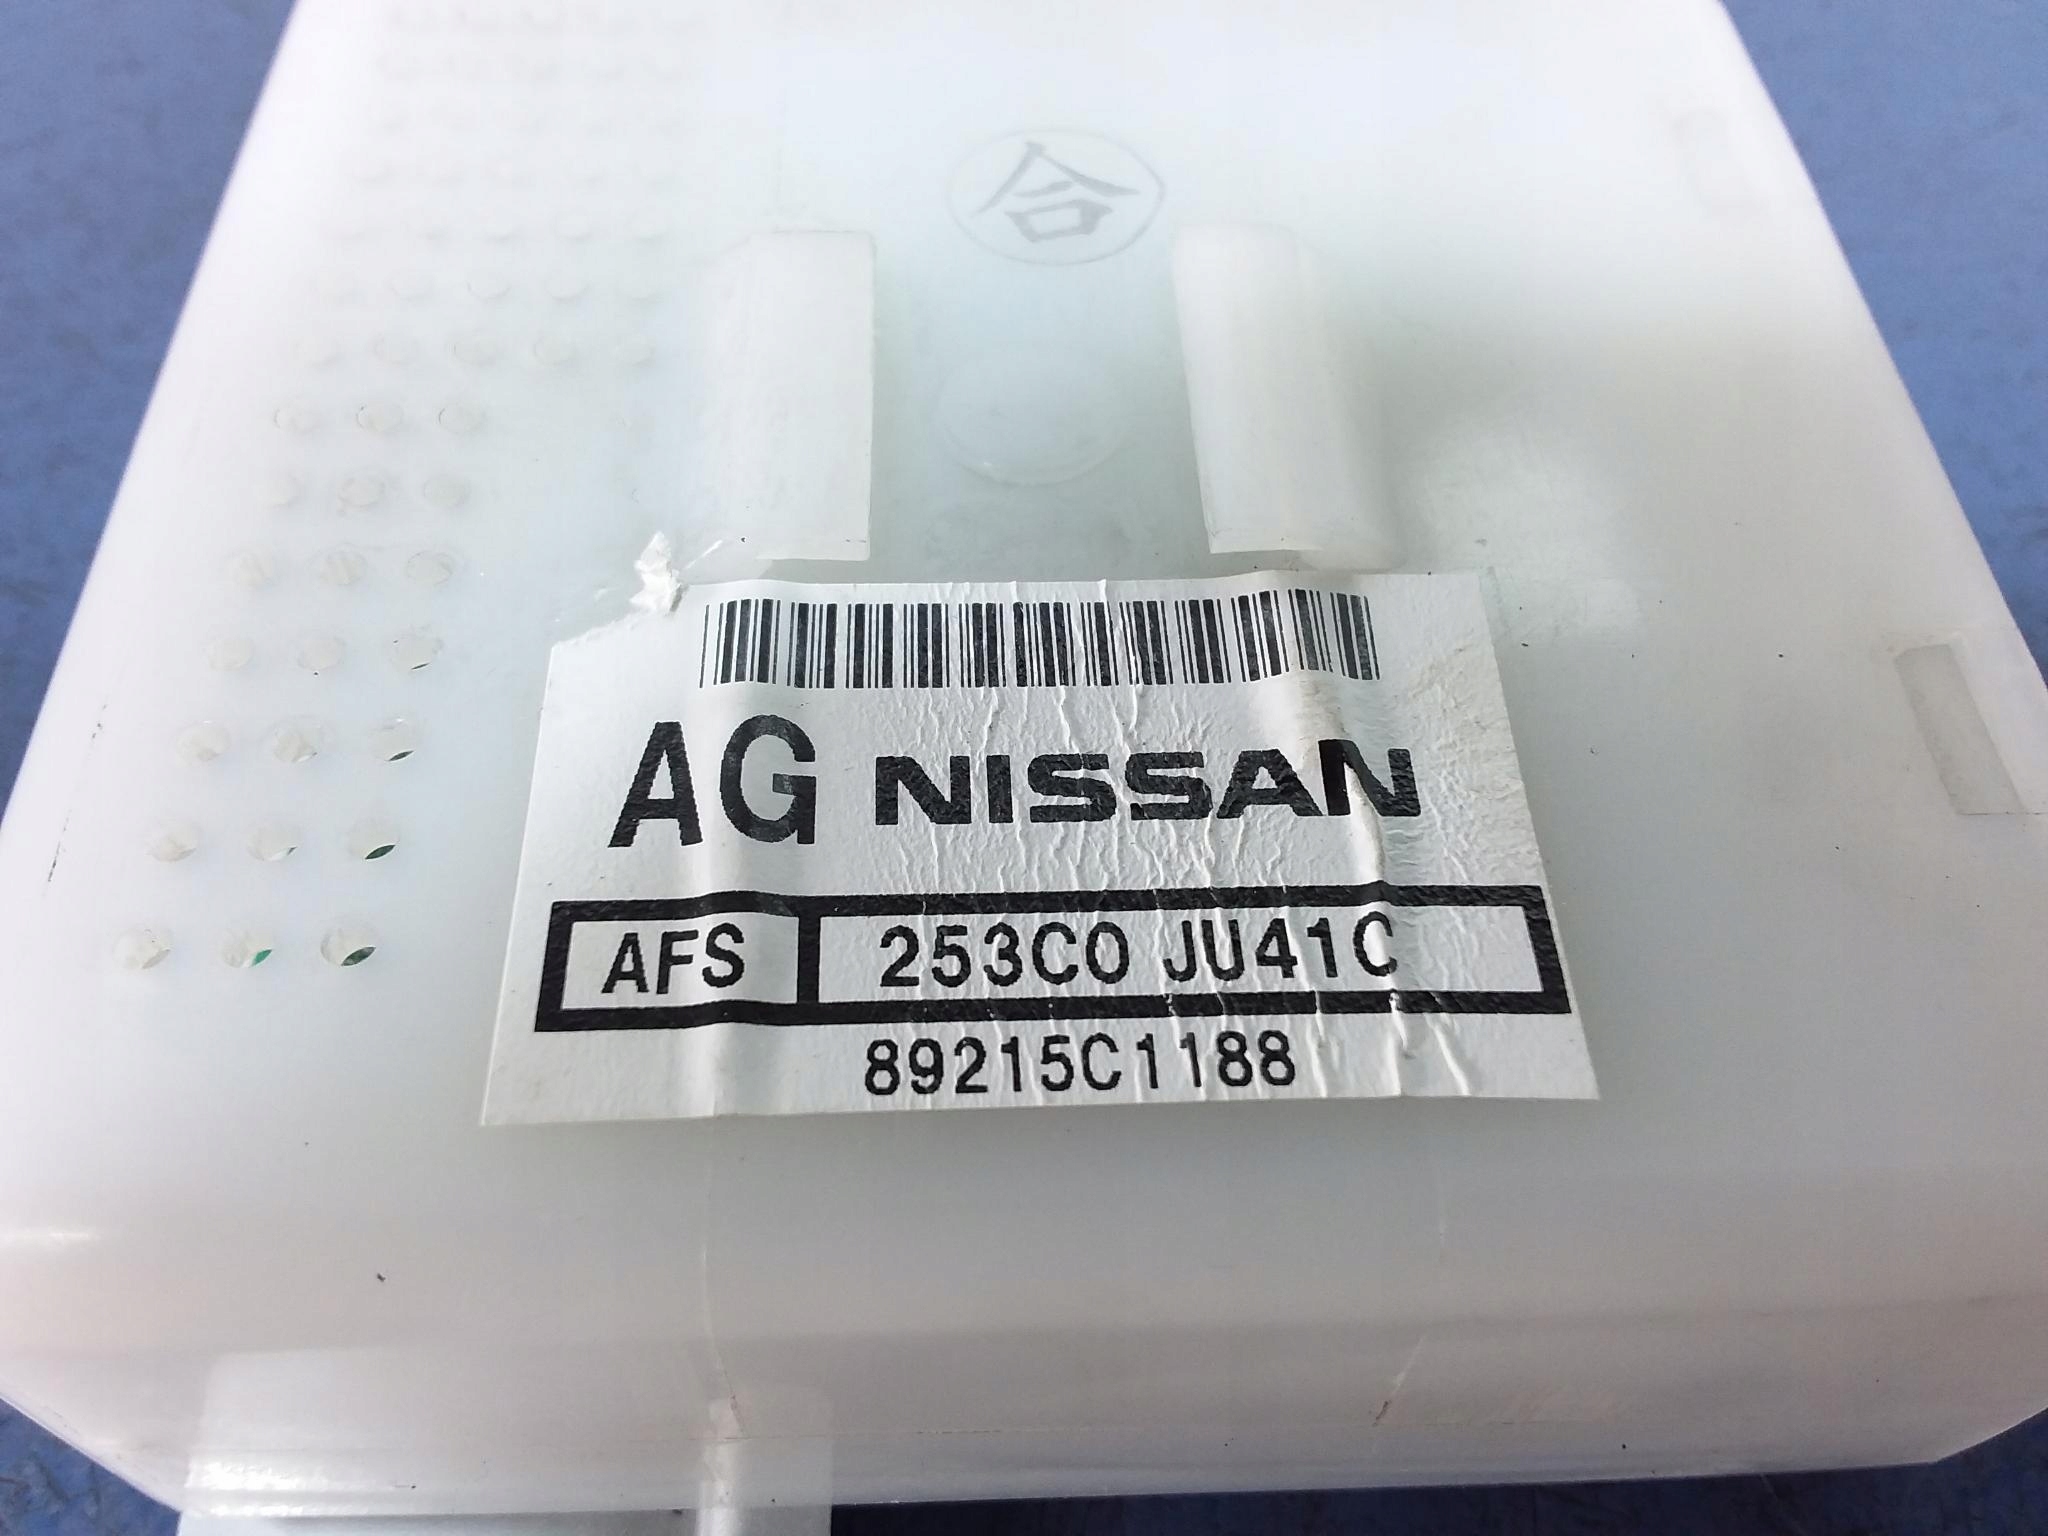 合
AG NISSAN
AFS 253C0 JU41C
89215C1188